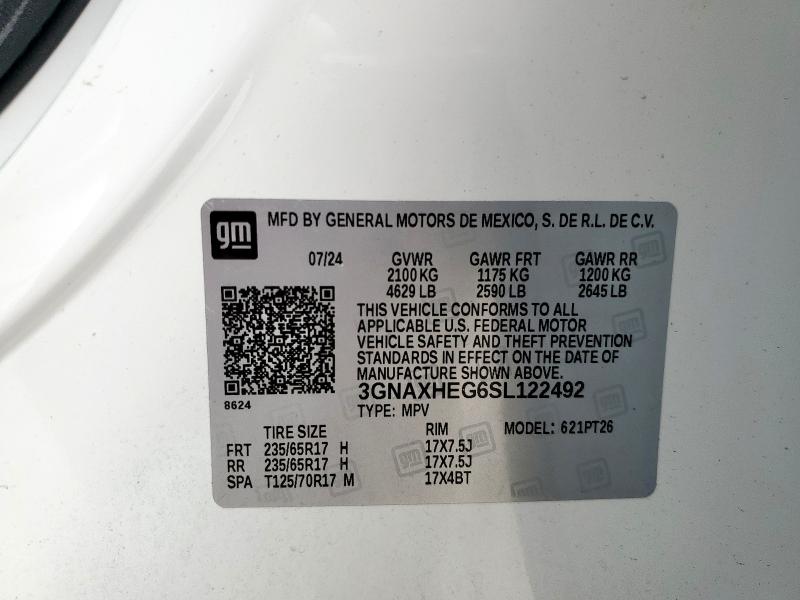 gm MFD BY GENERAL MOTORS DE MEXICO, S. DE R.L. DE C.V.
07/24 GVWR GAWR FRT GAWR RR
2100 KG 1175 KG 1200 KG
4629 LB 2590 LB 2645 LB
THIS VEHICLE CONFORMS TO ALL
APPLICABLE U.S. FEDERAL MOTOR
VEHICLE SAFETY AND THEFT PREVENTION
STANDARDS IN EFFECT ON THE DATE OF
MANUFACTURE SHOWN ABOVE.
3GNAXHEG6SL122492
8624
TYPE: MPV
TIRE SIZE RIM MODEL: 621PT26
FRT 235/65R17 H 17X7.5J
RR 235/65R17 H 17X7.5J
SPA T125/70R17 M 17X4BT